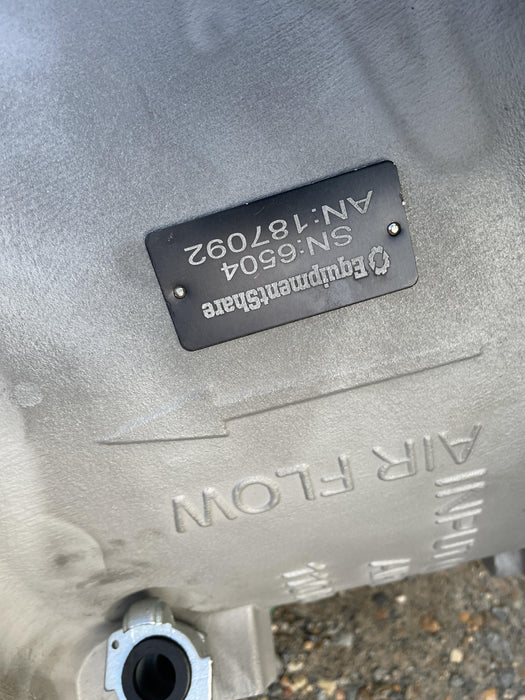 EquipmentShare
SN:6504
AN:187092
AIR FLOW